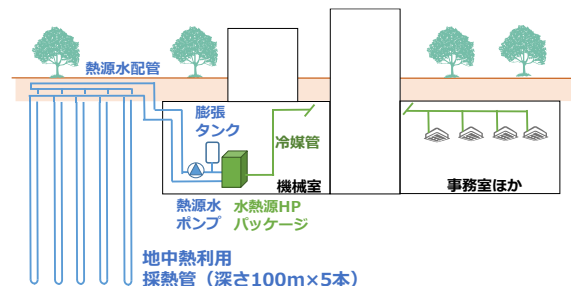 熱源水配管
膨張
タンク
冷媒管
機械室
事務室ほか
熱源水
ポンプ
水熱源HP
パッケージ
地中熱利用
採熱管（深さ100m×5本）